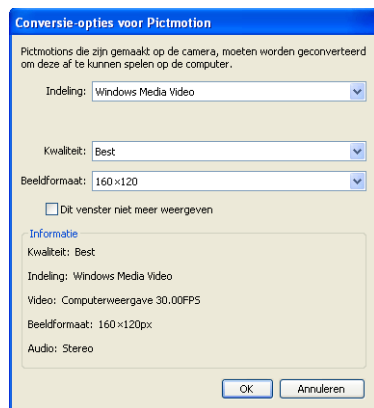 Conversie-opties voor Pictmotion
Pictmotions die zijn gemaakt op de camera, moeten worden geconverteerd
om deze af te kunnen spelen op de computer.
Indeling: Windows Media Video
Kwaliteit: Best
Beeldformaat: 160×120
Dit venster niet meer weergeven
Informatie
Kwaliteit: Best
Indeling: Windows Media Video
Video: Computerweergave 30.00FPS
Beeldformaat: 160×120px
Audio: Stereo
OK Annuleren